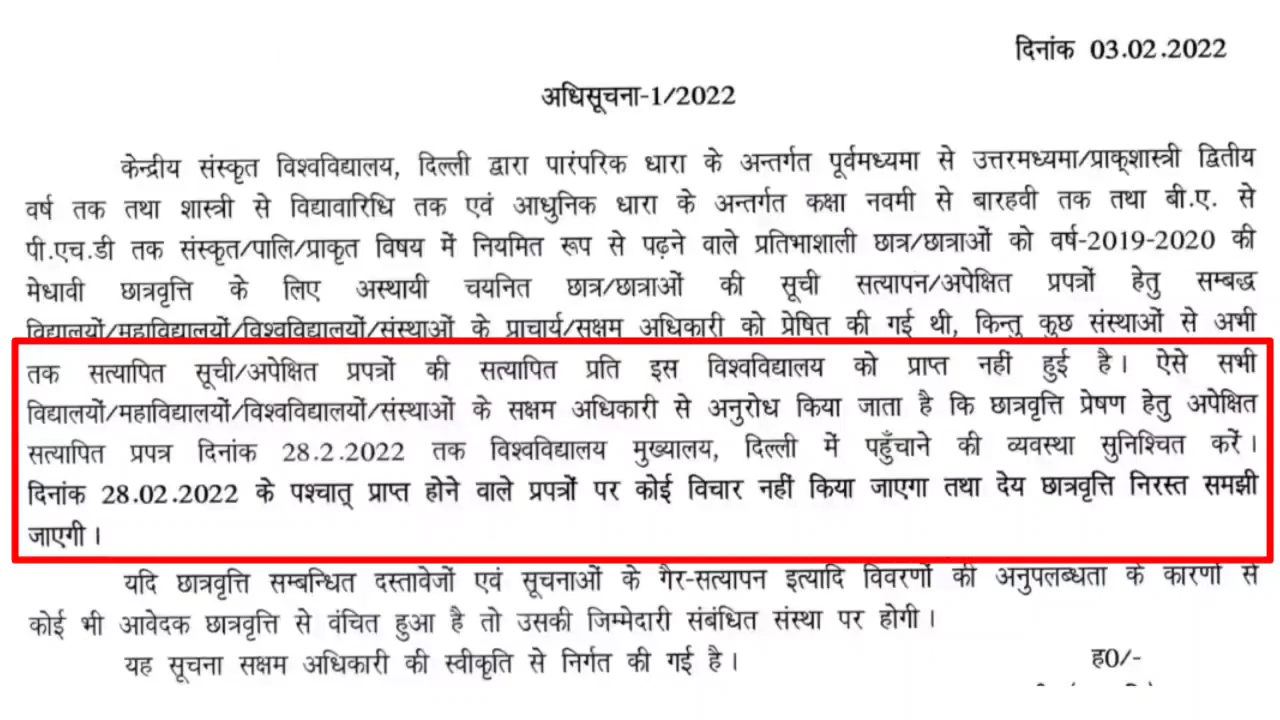 दिनांक 03.02.2022
अधिसूचना-1/2022
केन्द्रीय संस्कृत विश्वविद्यालय, दिल्ली द्वारा पारंपरिक धारा के अन्तर्गत पूर्वमध्यमा से उत्तरमध्यमा/प्राक्शास्त्री द्वितीय
वर्ष तक तथा शास्त्री से विद्यावारिधि तक एवं आधुनिक धारा के अन्तर्गत कक्षा नवमी से बारहवी तक तथा बी.ए. से
पी.एच.डी तक संस्कृत/पालि/प्राकृत विषय में नियमित रूप से पढ़ने वाले प्रतिभाशाली छात्र/छात्राओं को वर्ष-2019-2020 की
मेधावी छात्रवृत्ति के लिए अस्थायी चयनित छात्र/छात्राओं की सूची सत्यापन/अपेक्षित प्रपत्रों हेतु सम्बद्ध
विद्यालयों/महाविद्यालयों/विश्वविद्यालयों/संस्थाओं के प्राचार्य/सक्षम अधिकारी को प्रेषित की गई थी, किन्तु कुछ संस्थाओं से अभी
तक सत्यापित सूची/अपेक्षित प्रपत्रों की सत्यापित प्रति इस विश्वविद्यालय को प्राप्त नहीं हुई है। ऐसे सभी
विद्यालयों/महाविद्यालयों/विश्वविद्यालयों/संस्थाओं के सक्षम अधिकारी से अनुरोध किया जाता है कि छात्रवृत्ति प्रेषण हेतु अपेक्षित
सत्यापित प्रपत्र दिनांक 28.2.2022 तक विश्वविद्यालय मुख्यालय, दिल्ली में पहुँचाने की व्यवस्था सुनिश्चित करें।
दिनांक 28.02.2022 के पश्चात् प्राप्त होने वाले प्रपत्रों पर कोई विचार नहीं किया जाएगा तथा देय छात्रवृत्ति निरस्त समझी
जाएगी।
यदि छात्रवृत्ति सम्बन्धित दस्तावेजों एवं सूचनाओं के गैर-सत्यापन इत्यादि विवरणों की अनुपलब्धता के कारणों से
कोई भी आवेदक छात्रवृत्ति से वंचित हुआ है तो उसकी जिम्मेदारी संबंधित संस्था पर होगी।
यह सूचना सक्षम अधिकारी की स्वीकृति से निर्गत की गई है।
ह0/-